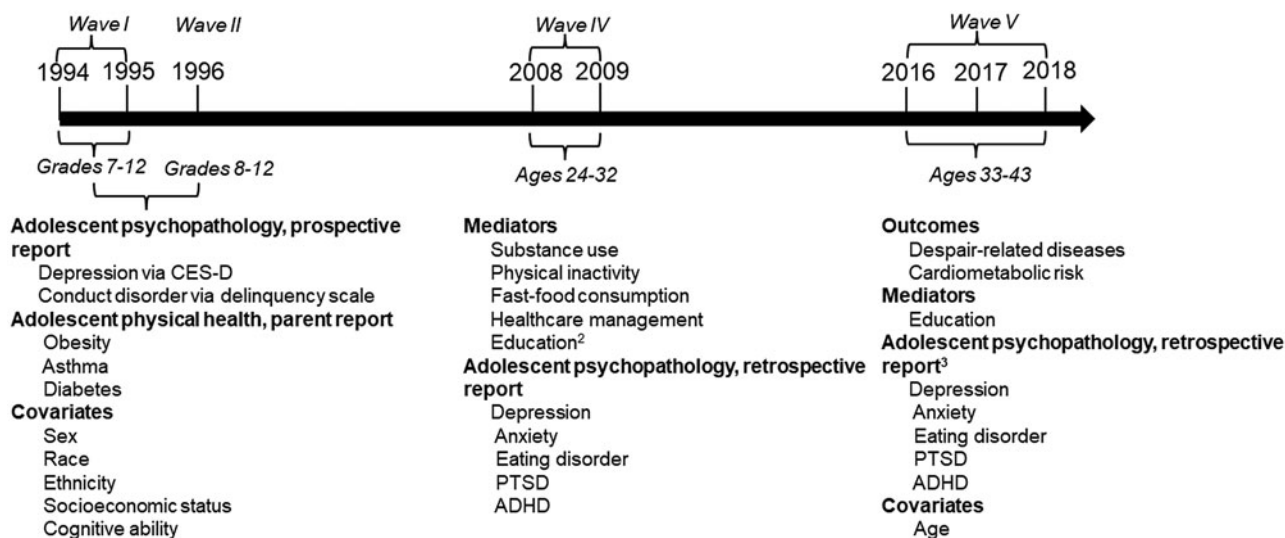 Wave I
Wave II
Wave IV
Wave V
1994
1995
1996
2008
2009
2016
2017
2018
Grades 7-12
Grades 8-12
Ages 24-32
Ages 33-43
Adolescent psychopathology, prospective
report
Depression via CES-D
Conduct disorder via delinquency scale
Adolescent physical health, parent report
Obesity
Asthma
Diabetes
Covariates
Sex
Race
Ethnicity
Socioeconomic status
Cognitive ability
Mediators
Substance use
Physical inactivity
Fast-food consumption
Healthcare management
Education²
Adolescent psychopathology, retrospective
report
Depression
Anxiety
Eating disorder
PTSD
ADHD
Outcomes
Despair-related diseases
Cardiometabolic risk
Mediators
Education
Adolescent psychopathology, retrospective
report³
Depression
Anxiety
Eating disorder
PTSD
ADHD
Covariates
Age